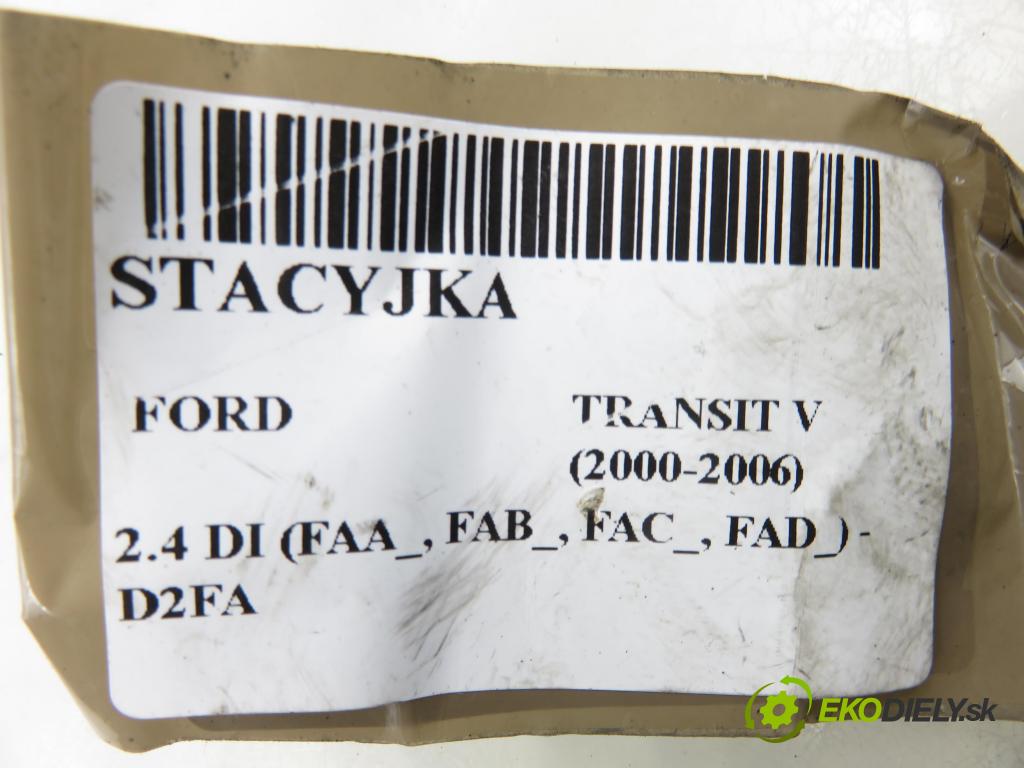 STACYJKA
FORD
TRANSIT V
(2000-2006)
2.4 DI (FAA_, FAB_, FAC_, FAD_) -
D2FA
EKODIELY.sk